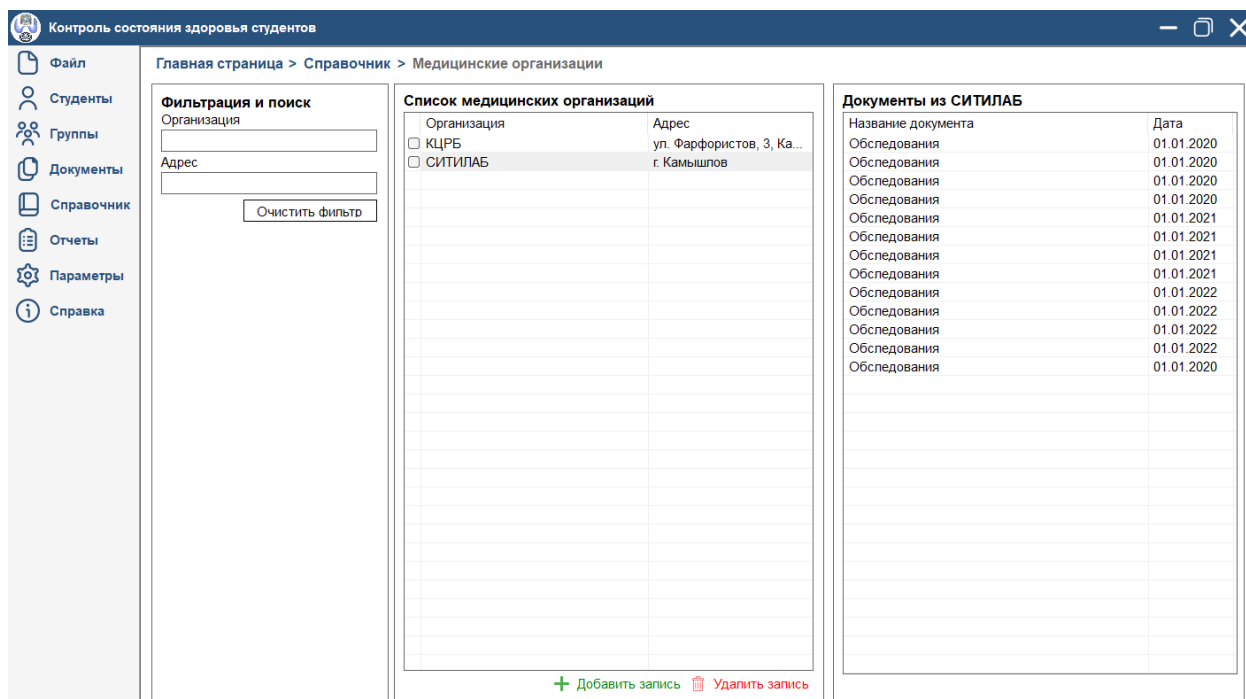 Контроль состояния здоровья студентов
Файл
Студенты
Группы
Документы
Справочник
Отчеты
Параметры
Справка
Главная страница > Справочник > Медицинские организации
Фильтрация и поиск
Организация
Адрес
Очистить фильтр
Список медицинских организаций
Организация Адрес
КЦРБ ул. Фарфористов, 3, Ка...
СИТИЛАБ г. Камышлов
Добавить запись Удалить запись
Документы из СИТИЛАБ
Название документа Дата
Обследования 01.01.2020
Обследования 01.01.2020
Обследования 01.01.2020
Обследования 01.01.2020
Обследования 01.01.2021
Обследования 01.01.2021
Обследования 01.01.2021
Обследования 01.01.2021
Обследования 01.01.2022
Обследования 01.01.2022
Обследования 01.01.2022
Обследования 01.01.2022
Обследования 01.01.2020